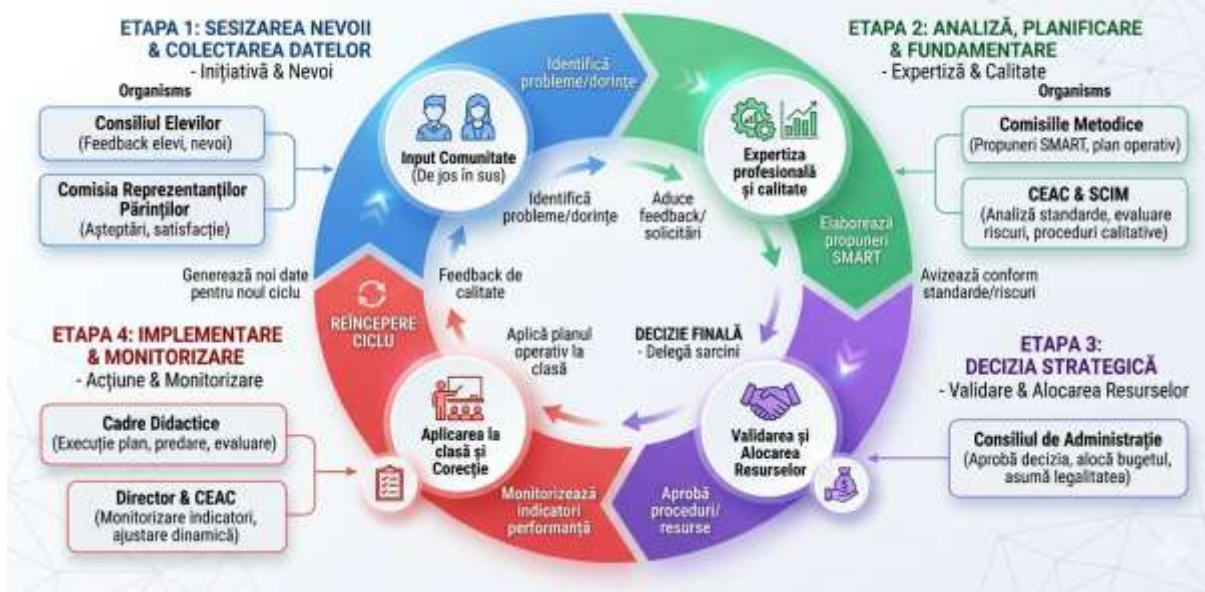 ETAPA 1: SESIZAREA NEVOII
& COLECTAREA DATELOR
- Inițiativă & Nevoi
Organisms
Consiliul Elevilor
(Feedback elevi, nevoi)
Comisia Reprezentanților
Părinților
(Așteptări, satisfacție)
Generează noi date
pentru noul ciclu
Identifică
probleme/dorințe
Input Comunitate
(De jos în sus)
Identifică
probleme/dorințe
Aduce
feedback/
solicitări
ETAPA 2: ANALIZĂ, PLANIFICARE
& FUNDAMENTARE
- Expertiză & Calitate
Organisms
Comisiile Metodice
(Propuneri SMART, plan operativ)
CEAC & SCIM
(Analiză standarde, evaluare
riscuri, proceduri calitative)
Expertiza
profesională
și calitate
Elaborează
propuneri
SMART
Avizează conform
standarde/riscuri
ETAPA 3:
DECIZIA STRATEGICĂ
- Validare & Alocarea Resurselor
Consiliul de Administrație
(Aprobă decizia, alocă bugetul,
asumă legalitatea)
DECIZIE FINALĂ
- Delegă sarcini
Validarea și
Alocarea
Resurselor
Aprobă
proceduri/
resurse
ETAPA 4: IMPLEMENTARE
& MONITORIZARE
- Acțiune & Monitorizare
Cadre Didactice
(Execuție plan, predare, evaluare)
Director & CEAC
(Monitorizare indicatori,
ajustare dinamică)
Aplică planul
operativ la
clasă
Aplicarea la
clasă și
Corecție
Monitorizează
indicatori
performanță
REÎNCEPERE
CICLU
Feedback de
calitate